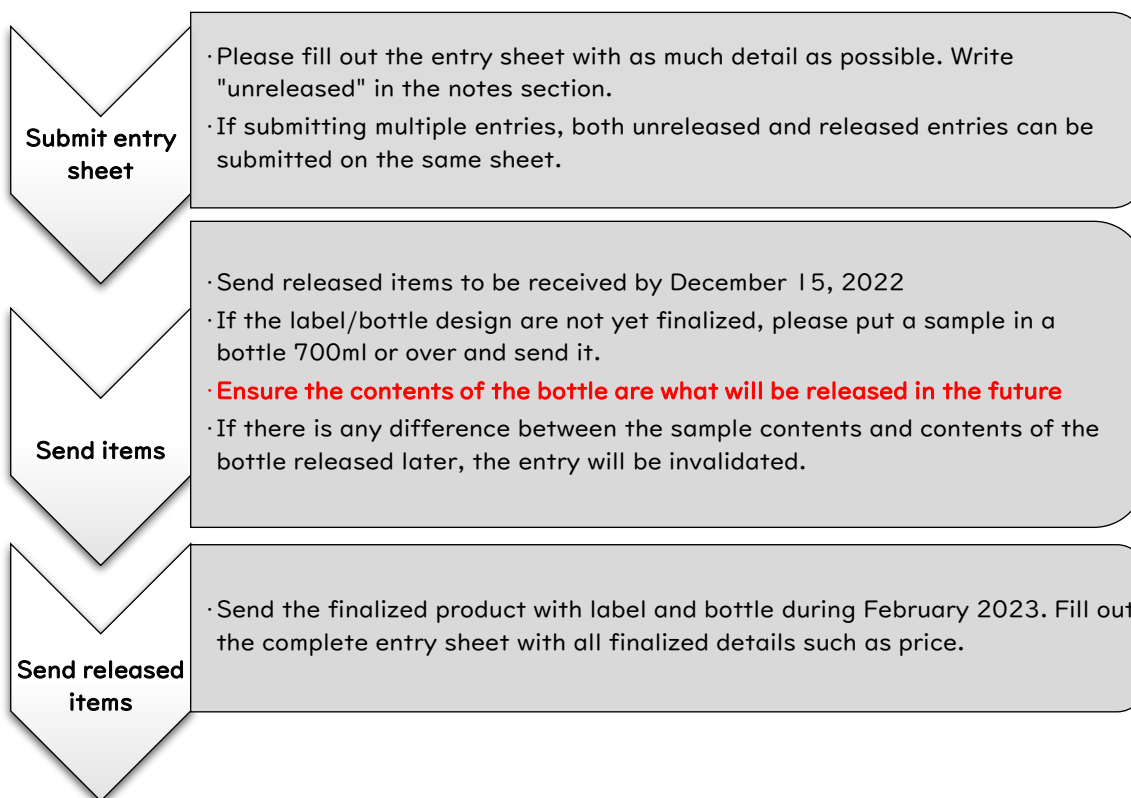 Submit entry
sheet
·Please fill out the entry sheet with as much detail as possible. Write
"unreleased" in the notes section.
·If submitting multiple entries, both unreleased and released entries can be
submitted on the same sheet.
Send items
·Send released items to be received by December 15, 2022
·If the label/bottle design are not yet finalized, please put a sample in a
bottle 700ml or over and send it.
·Ensure the contents of the bottle are what will be released in the future
·If there is any difference between the sample contents and contents of the
bottle released later, the entry will be invalidated.
Send released
items
·Send the finalized product with label and bottle during February 2023. Fill out
the complete entry sheet with all finalized details such as price.